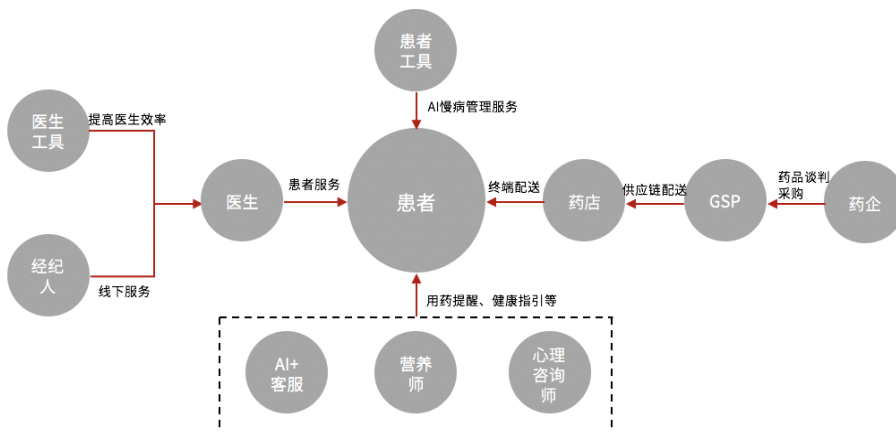 患者
工具
AI慢病管理服务
医生
工具
提高医生效率
医生
患者服务
患者
终端配送
药店
供应链配送
GSP
药品谈判
采购
药企
经纪
人
线下服务
用药提醒、健康指引等
AI+
客服
营养
师
心理
咨询
师